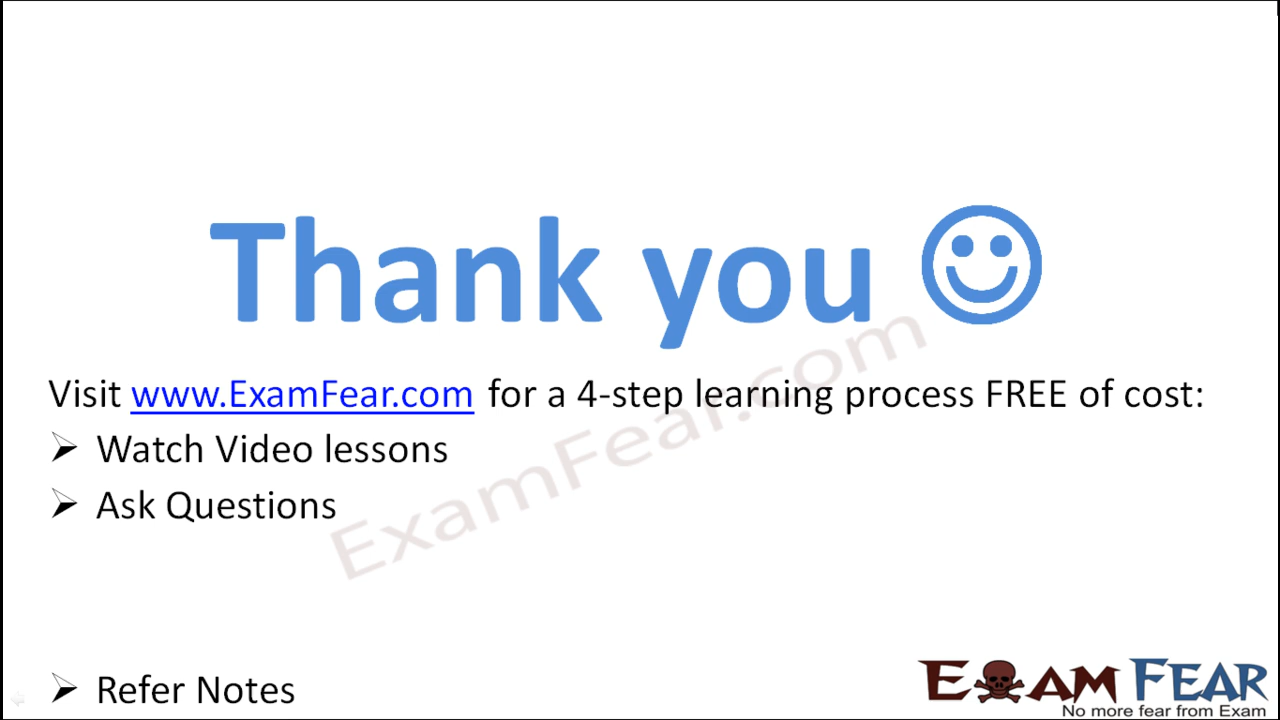 Thank you ☺
Visit www.ExamFear.com for a 4-step learning process FREE of cost:
➢ Watch Video lessons
➢ Ask Questions
ExamFear.com
➢ Refer Notes
EXAM FEAR
No more fear from Exam